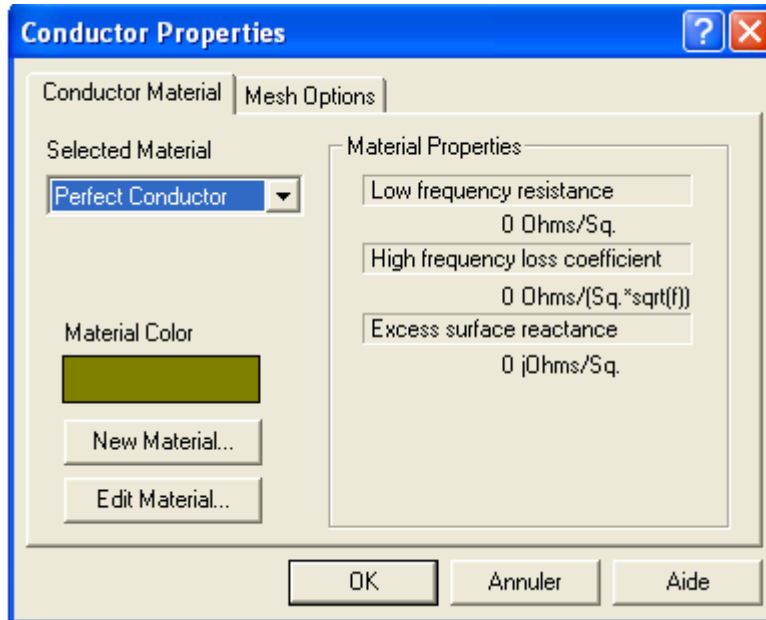 Conductor Properties
Conductor Material
Mesh Options
Selected Material
Perfect Conductor
Material Color
New Material...
Edit Material...
Material Properties
Low frequency resistance
0 Ohms/Sq.
High frequency loss coefficient
0 Ohms/(Sq.*sqrt(f))
Excess surface reactance
0 jOhms/Sq.
OK
Annuler
Aide